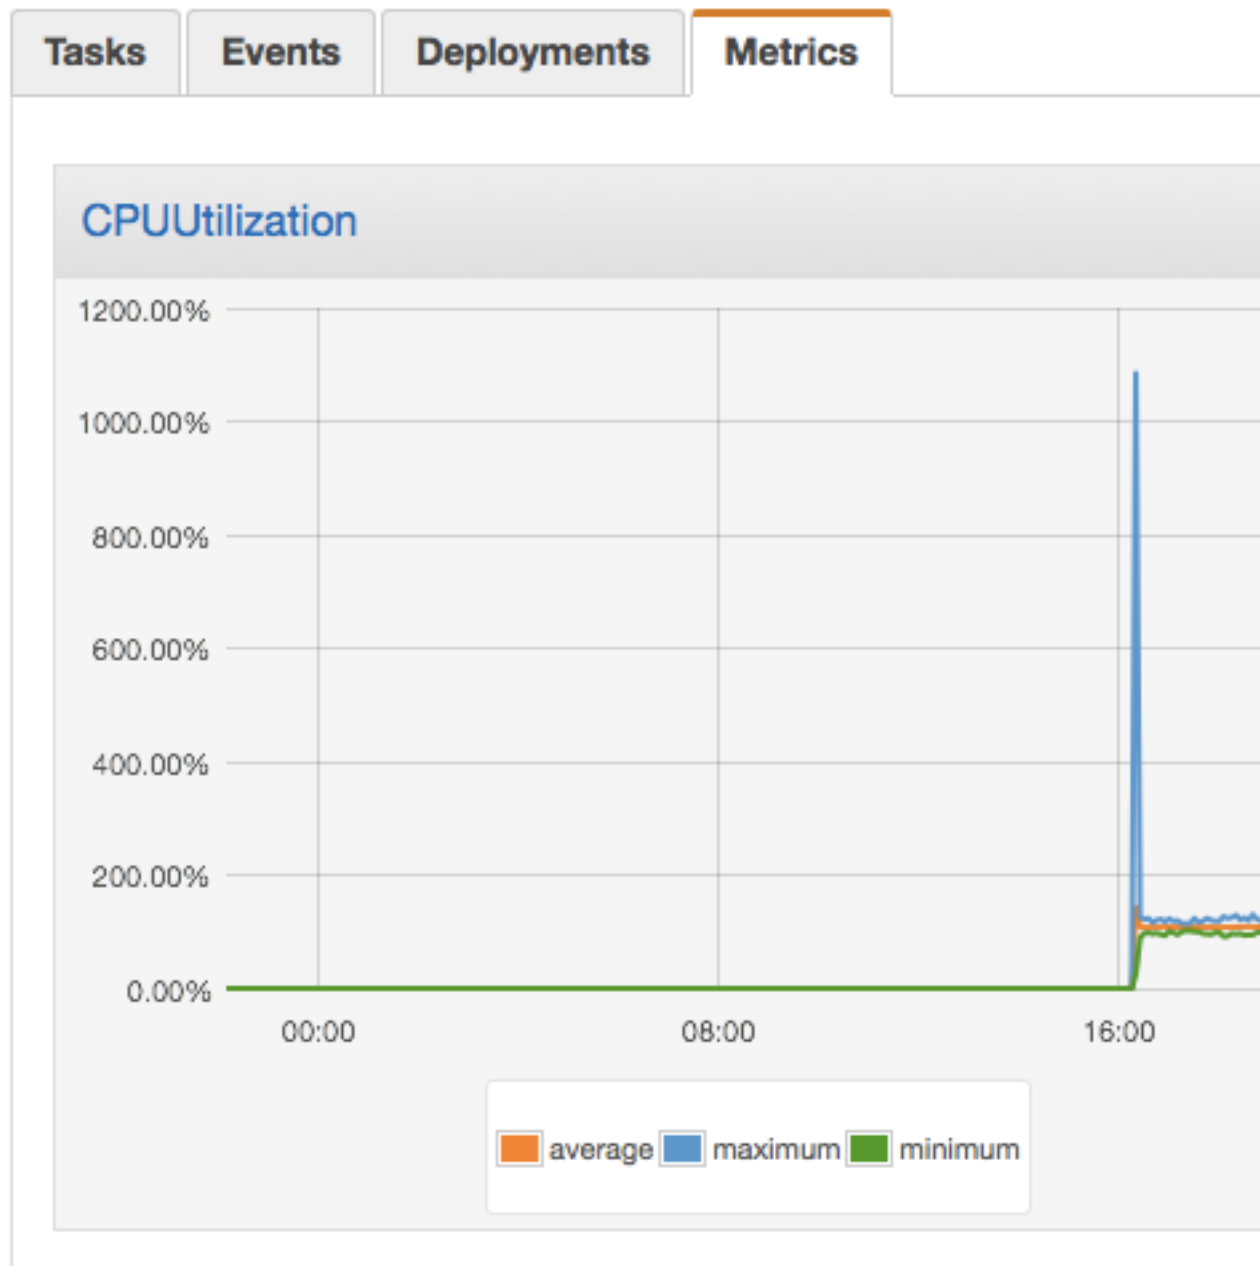 Tasks Events Deployments Metrics
CPUUtilization
1200.00%
1000.00%
800.00%
600.00%
400.00%
200.00%
0.00%
00:00 08:00 16:00
average maximum minimum